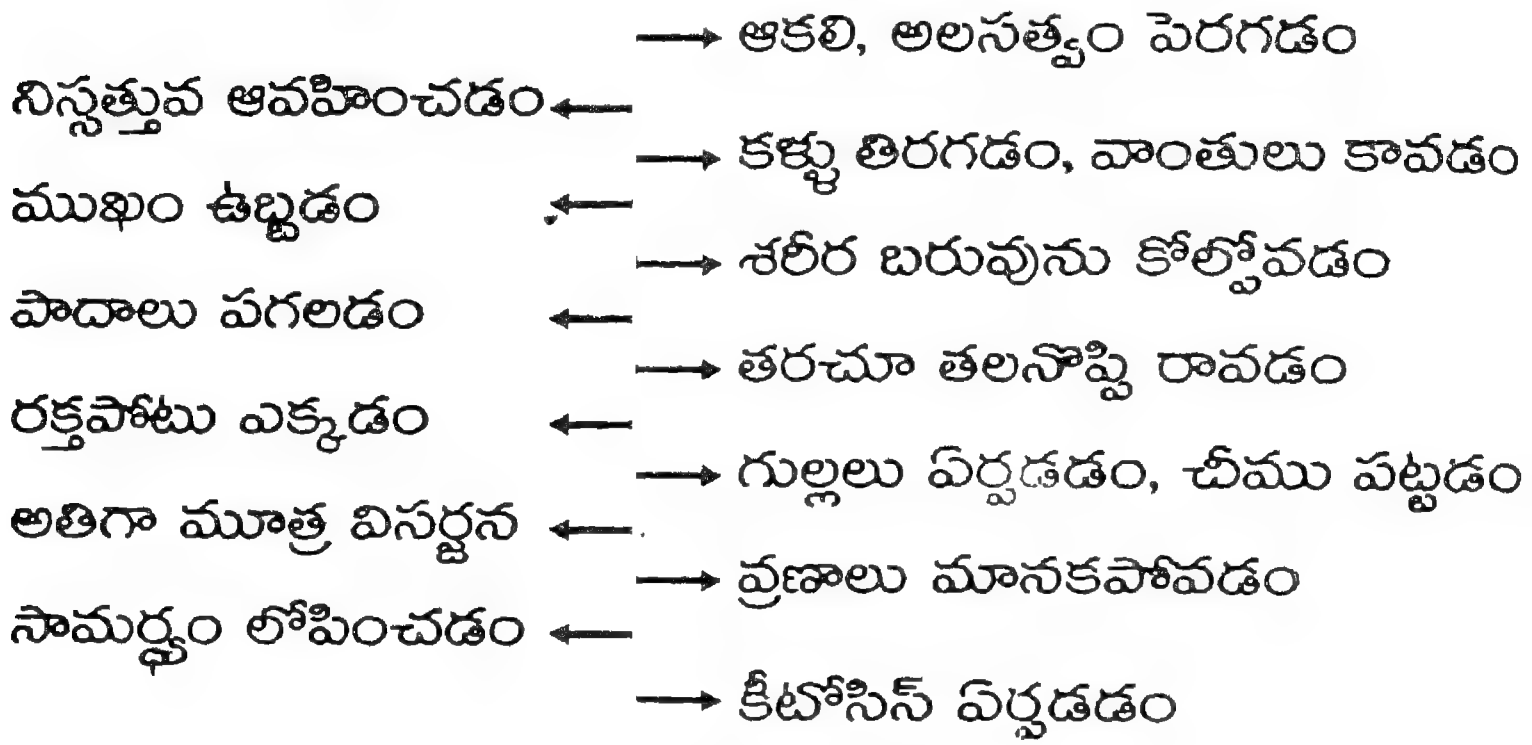 ఆకలి, అలసత్వం పెరగడం
నిస్సత్తువ ఆవహించడం
కళ్ళు తిరగడం, వాంతులు కావడం
ముఖం ఉబ్బడం
శరీర బరువును కోల్పోవడం
పాదాలు పగలడం
తరచూ తలనొప్పి రావడం
రక్తపోటు ఎక్కడం
గుల్లలు ఏర్పడడం, చీము పట్టడం
అతిగా మూత్ర విసర్జన
వ్రణాలు మానకపోవడం
సామర్థ్యం లోపించడం
కీటోసిస్ ఏర్పడడం